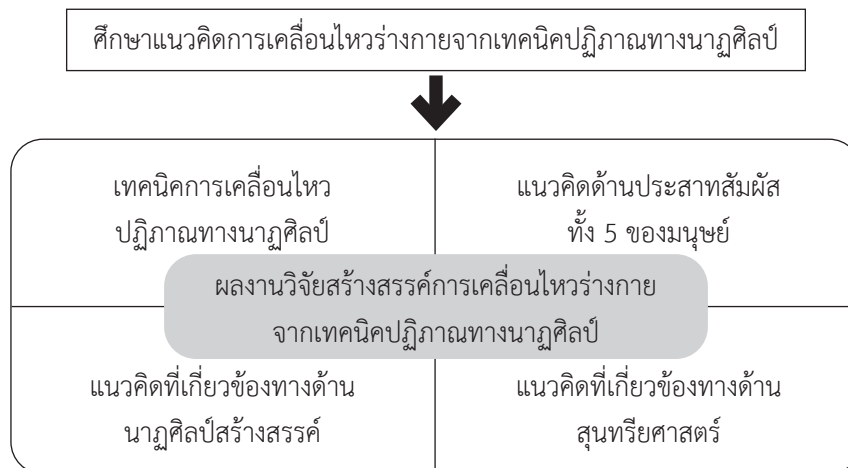 ศึกษาแนวคิดการเคลื่อนไหวร่างกายจากเทคนิคปฏิภาณทางนาฏศิลป์
เทคนิคการเคลื่อนไหว
ปฏิภาณทางนาฏศิลป์
แนวคิดด้านประสาทสัมผัส
ทั้ง 5 ของมนุษย์
ผลงานวิจัยสร้างสรรค์การเคลื่อนไหวร่างกาย
จากเทคนิคปฏิภาณทางนาฏศิลป์
แนวคิดที่เกี่ยวข้องทางด้าน
นาฏศิลป์สร้างสรรค์
แนวคิดที่เกี่ยวข้องทางด้าน
สุนทรียศาสตร์